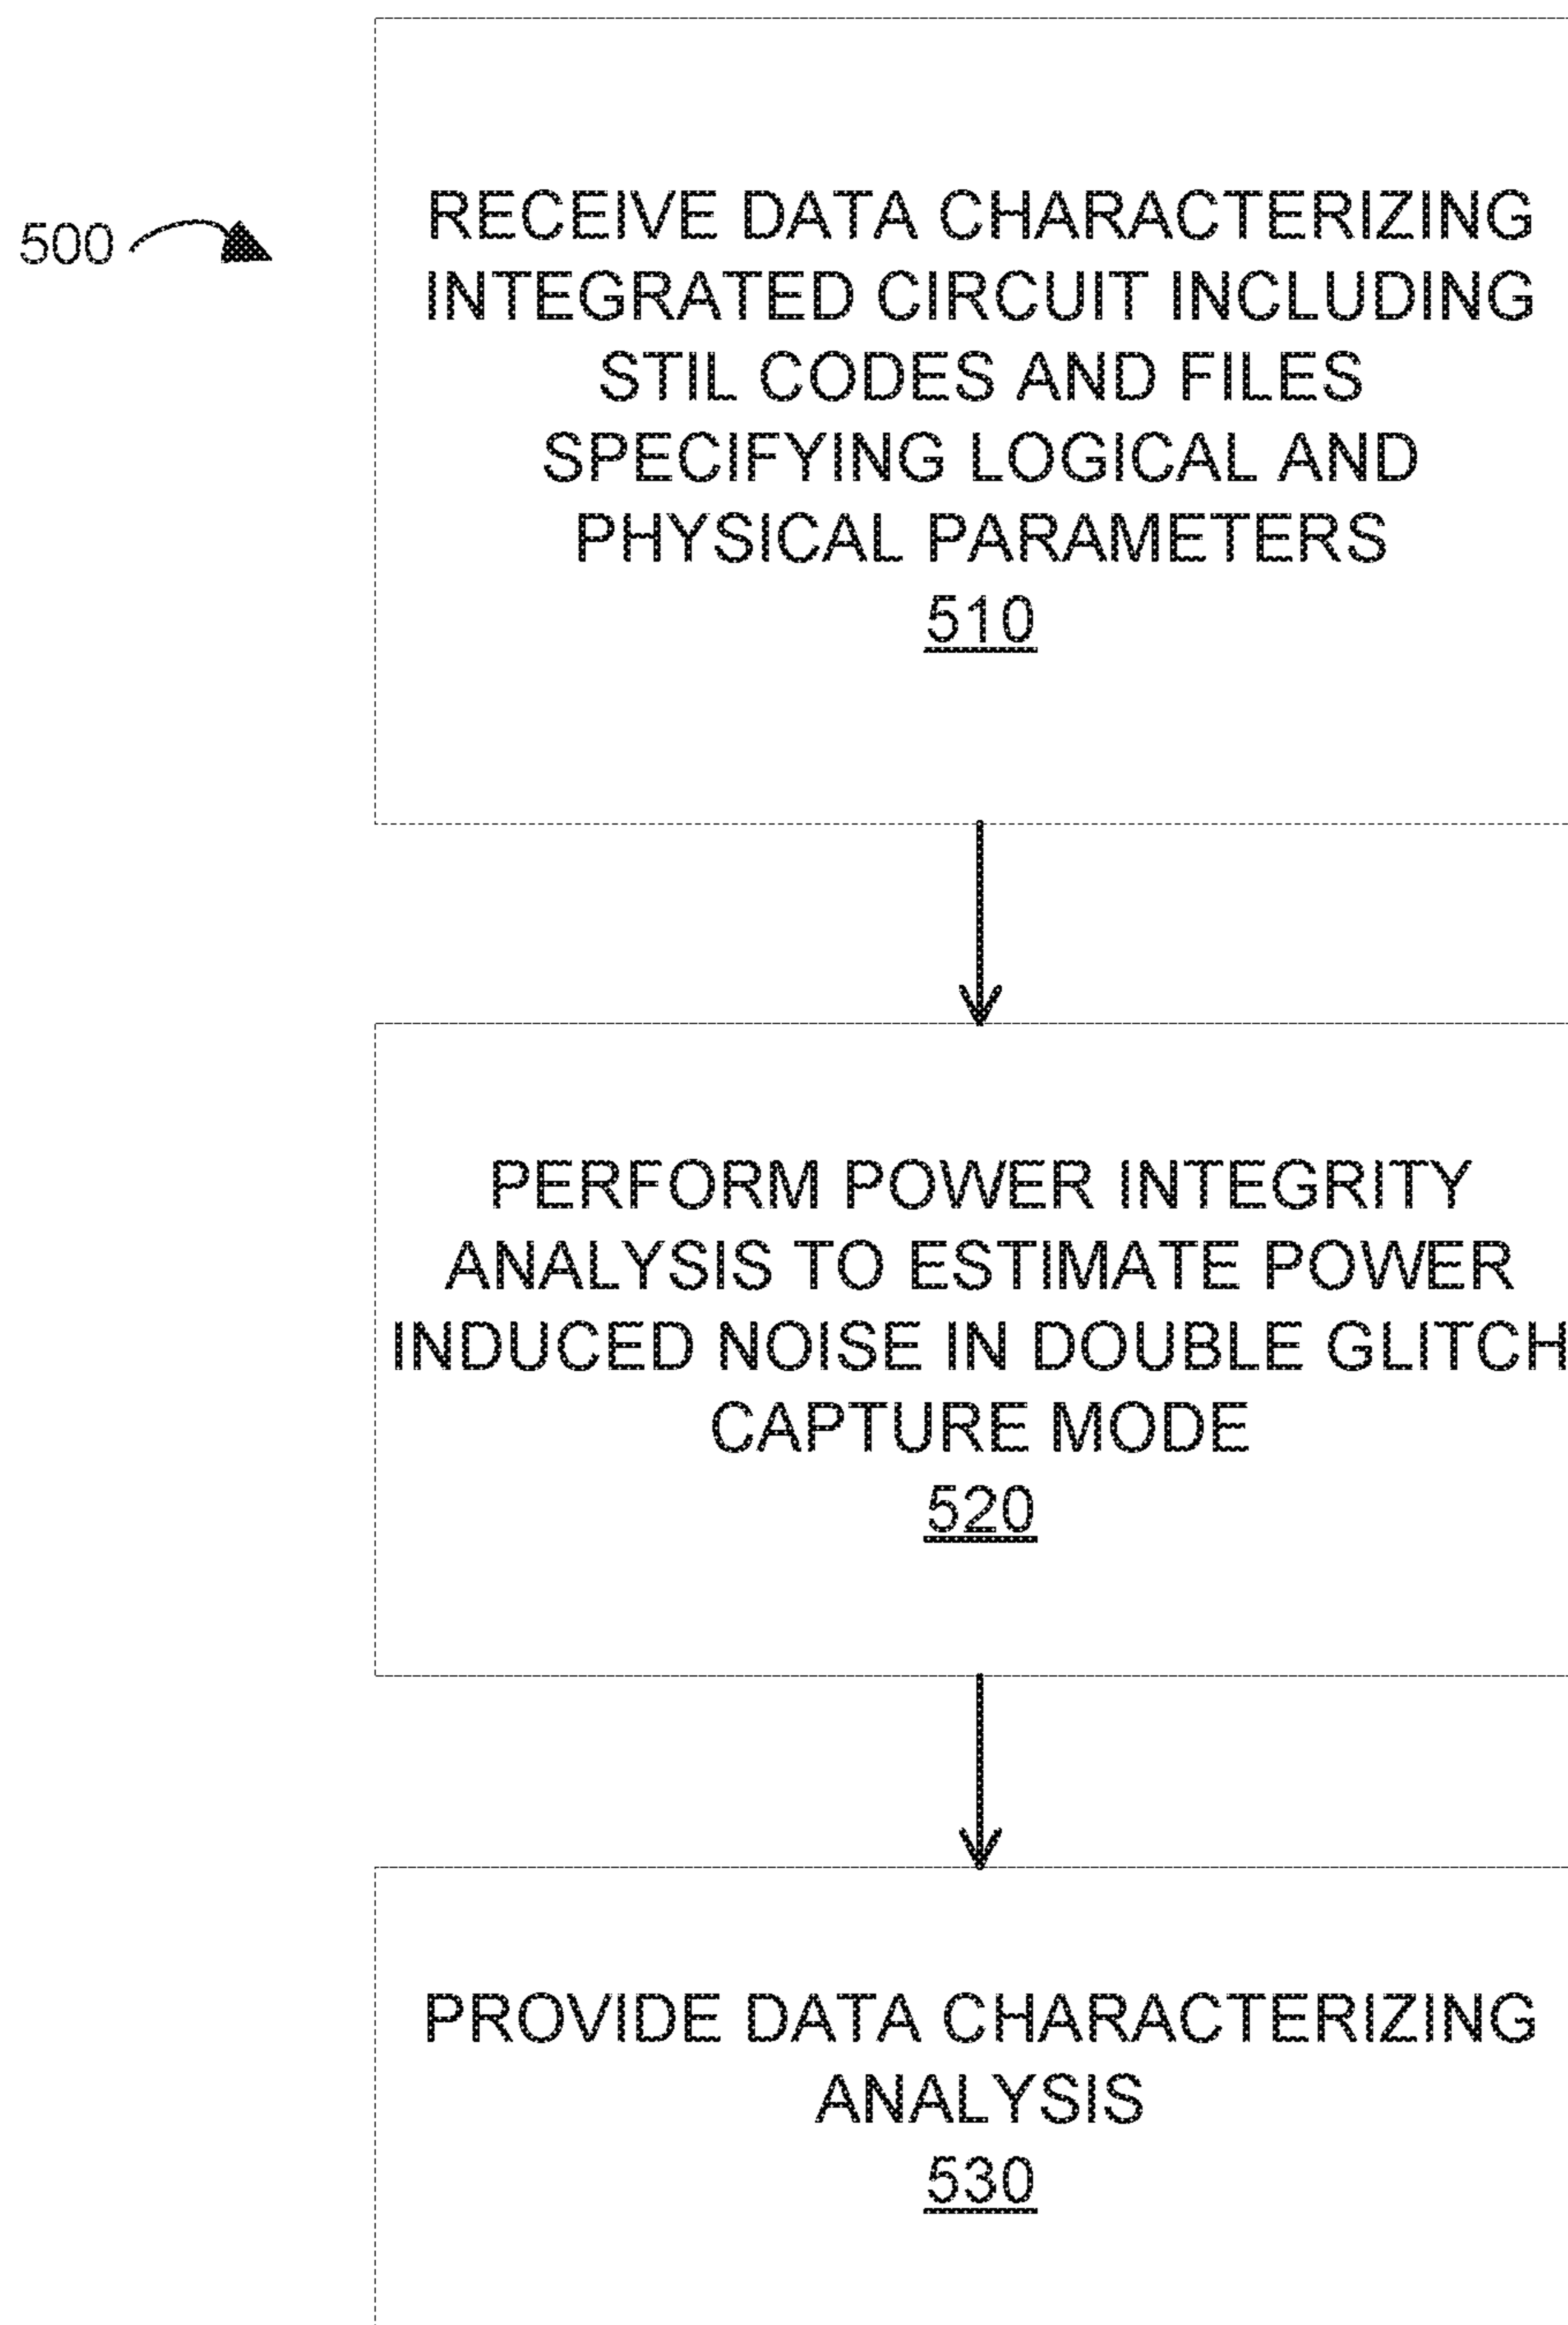 500
RECEIVE DATA CHARACTERIZING
INTEGRATED CIRCUIT INCLUDING
STIL CODES AND FILES
SPECIFYING LOGICAL AND
PHYSICAL PARAMETERS
510
PERFORM POWER INTEGRITY
ANALYSIS TO ESTIMATE POWER
INDUCED NOISE IN DOUBLE GLITCH
CAPTURE MODE
520
PROVIDE DATA CHARACTERIZING
ANALYSIS
530